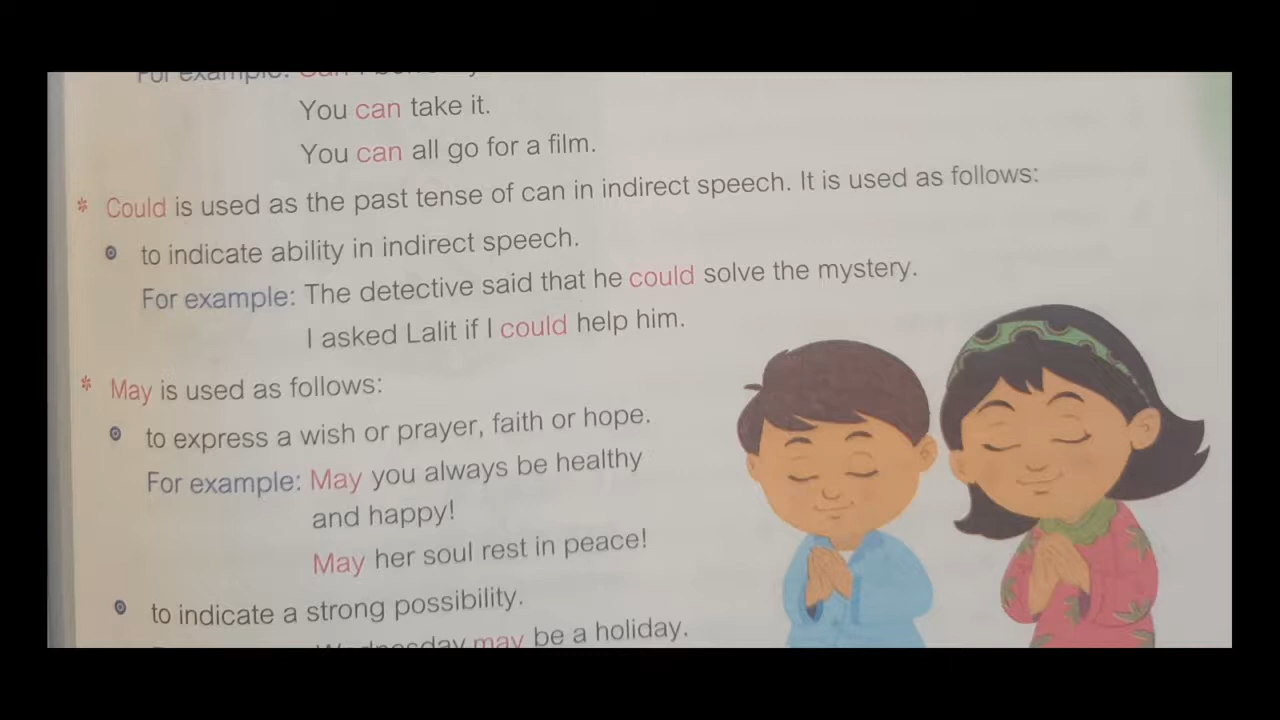 For example: Can I
You can take it.
You can all go for a film.
* Could is used as the past tense of can in indirect speech. It is used as follows:
to indicate ability in indirect speech.
For example: The detective said that he could solve the mystery.
I asked Lalit if I could help him.
* May is used as follows:
to express a wish or prayer, faith or hope.
For example: May you always be healthy
and happy!
May her soul rest in peace!
to indicate a strong possibility.
Wednesday may be a holiday.